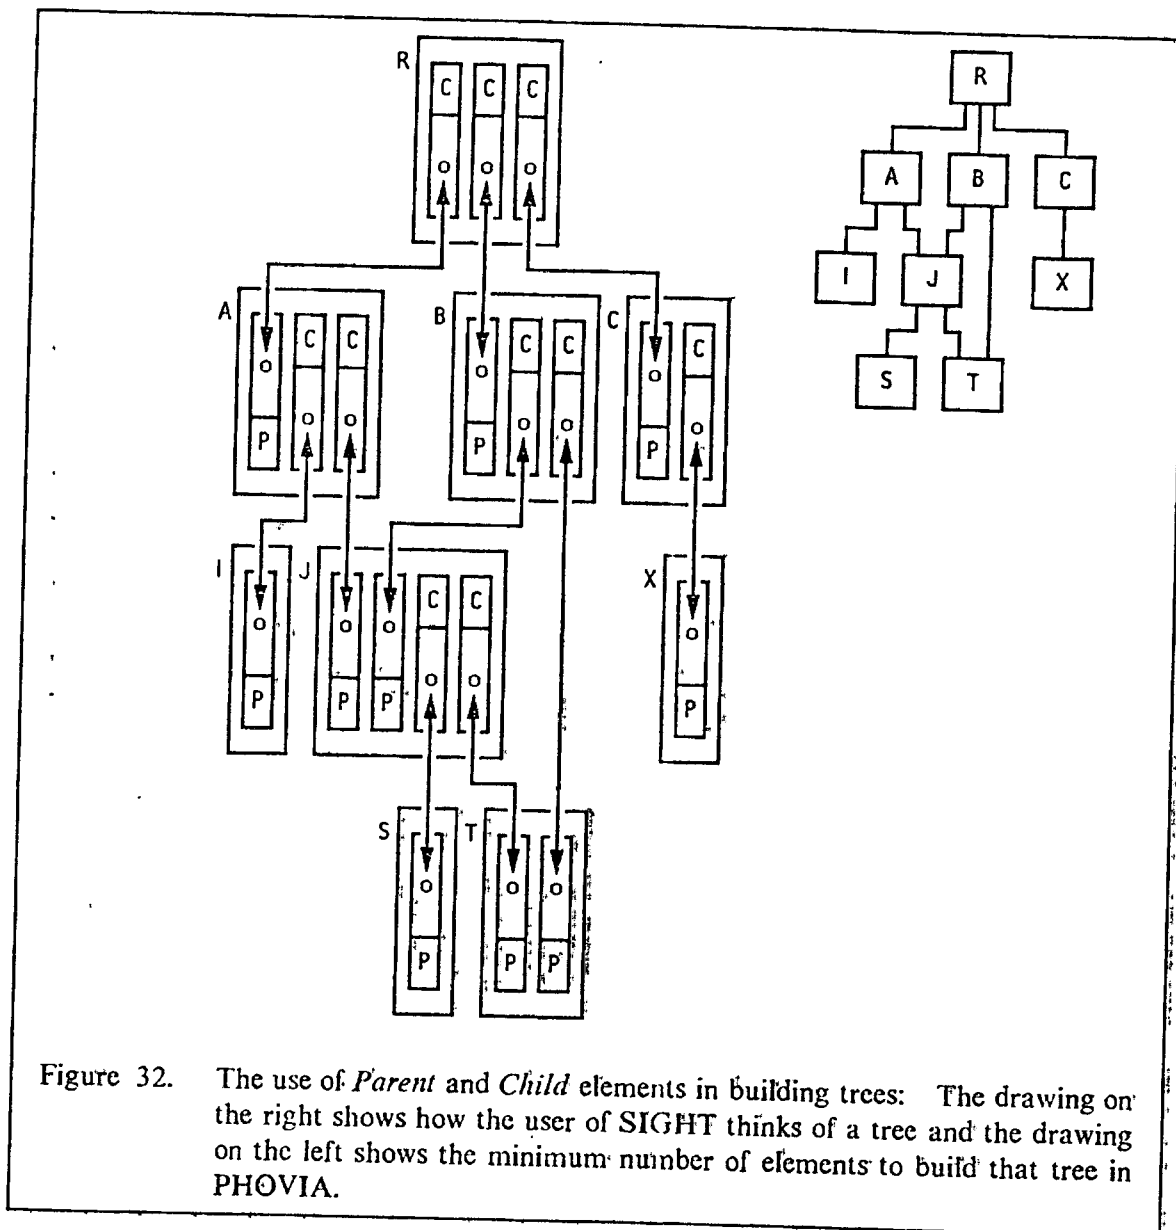 R
C C C
o o o
R
A B C
I J X
S T
A
o C C
P o o
B
o C C
P o o
C
o C
P o
I
o
P
J
o o C C
P P o o
X
o
P
S
o
P
T
o o
P P
Figure 32. The use of Parent and Child elements in building trees: The drawing on
the right shows how the user of SIGHT thinks of a tree and the drawing
on the left shows the minimum number of elements to build that tree in
PHOVIA.